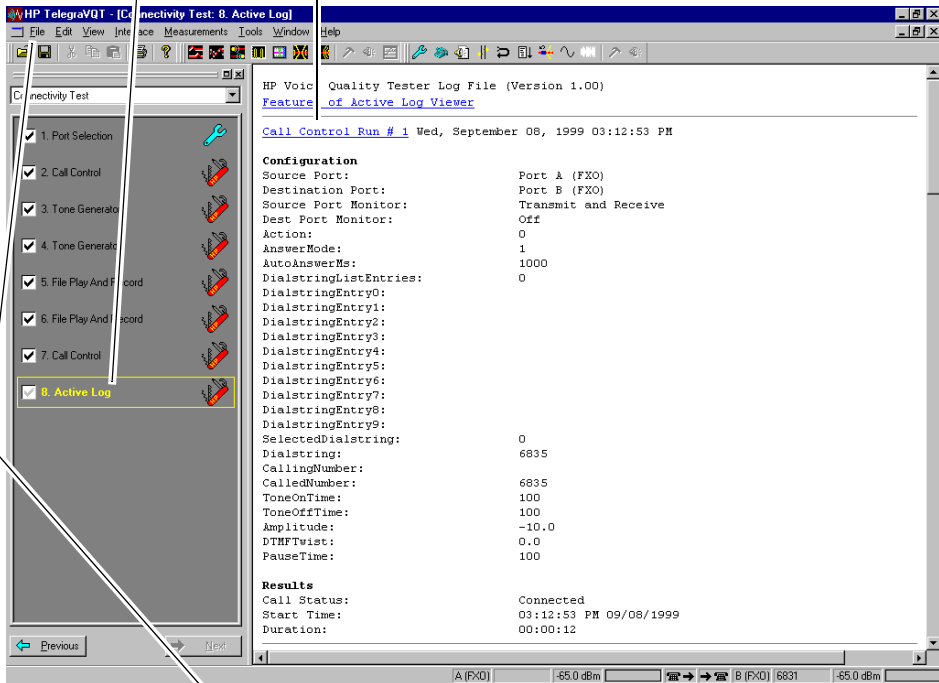 HP TelegraVQT - [Connectivity Test: 8. Active Log]
File Edit View Interface Measurements Tools Window Help
Connectivity Test
1. Port Selection
2. Call Control
3. Tone Generator
4. Tone Generator
5. File Play And Record
6. File Play And Record
7. Call Control
8. Active Log
Previous
Next
HP Voice Quality Tester Log File (Version 1.00)
Features of Active Log Viewer
Call Control Run # 1 Wed, September 08, 1999 03:12:53 PM
Configuration
Source Port: Port A (FXO)
Destination Port: Port B (FXO)
Source Port Monitor: Transmit and Receive
Dest Port Monitor: Off
Action: 0
AnswerMode: 1
AutoAnswerMs: 1000
DialstringListEntries: 0
DialstringEntry0:
DialstringEntry1:
DialstringEntry2:
DialstringEntry3:
DialstringEntry4:
DialstringEntry5:
DialstringEntry6:
DialstringEntry7:
DialstringEntry8:
DialstringEntry9:
SelectedDialstring: 0
Dialstring: 6835
CallingNumber:
CalledNumber: 6835
ToneOnTime: 100
ToneOffTime: 100
Amplitude: -10.0
DTMFTwist: 0.0
PauseTime: 100
Results
Call Status: Connected
Start Time: 03:12:53 PM 09/08/1999
Duration: 00:00:12
A (FXO) -65.0 dBm B (FXO) 6831 -65.0 dBm